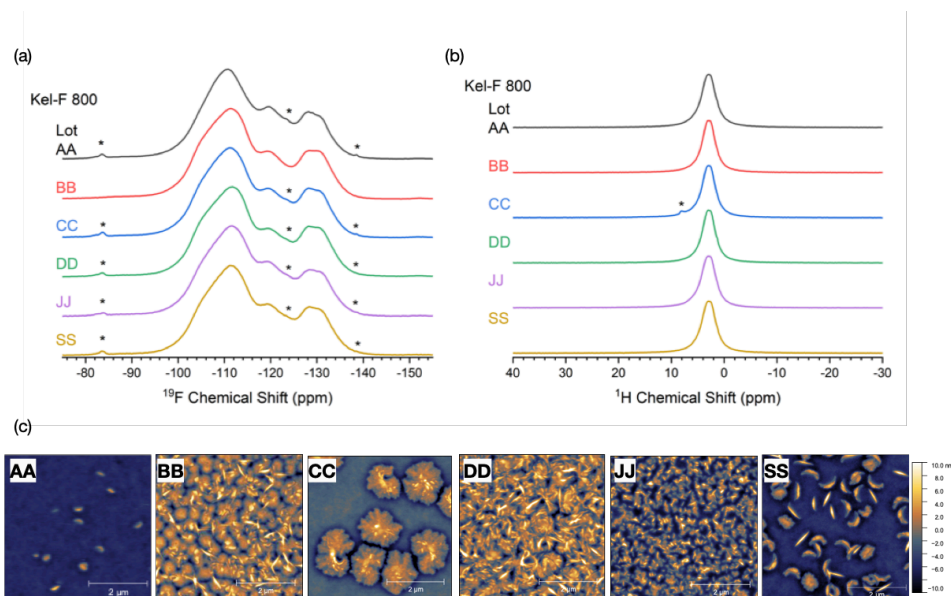 (a)
Kel-F 800
Lot
AA
BB
CC
DD
JJ
SS
* * *
* * *
* * *
* * *
* * *
-80 -90 -100 -110 -120 -130 -140 -150
19F Chemical Shift (ppm)
(b)
Kel-F 800
Lot
AA
BB
CC
*
DD
JJ
SS
40 30 20 10 0 -10 -20 -30
1H Chemical Shift (ppm)
(c)
AA BB CC DD JJ SS
2 µm 2 µm 2 µm 2 µm 2 µm 2 µm
10.0 nm
8.0
6.0
4.0
2.0
0.0
-2.0
-4.0
-6.0
-10.0